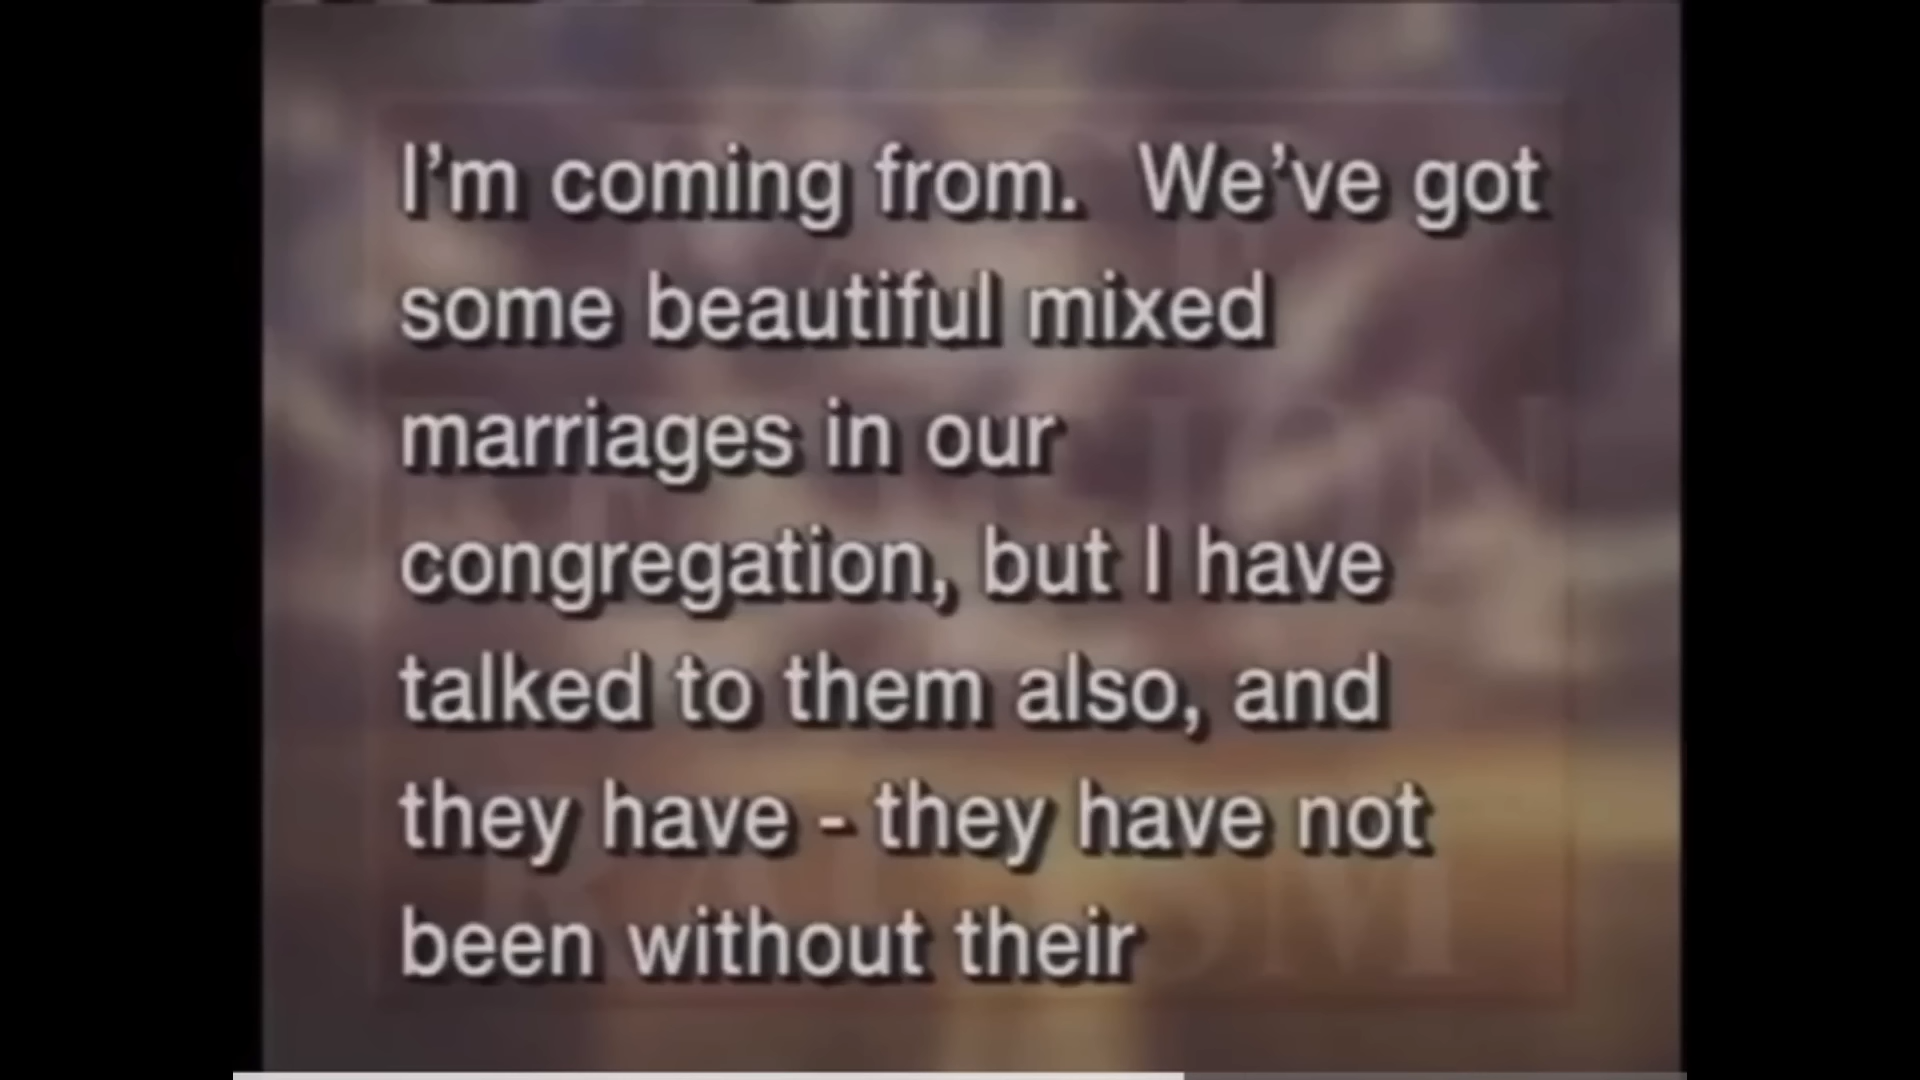 I'm coming from.  We've got
some beautiful mixed
marriages in our
congregation, but I have
talked to them also, and
they have - they have not
been without their